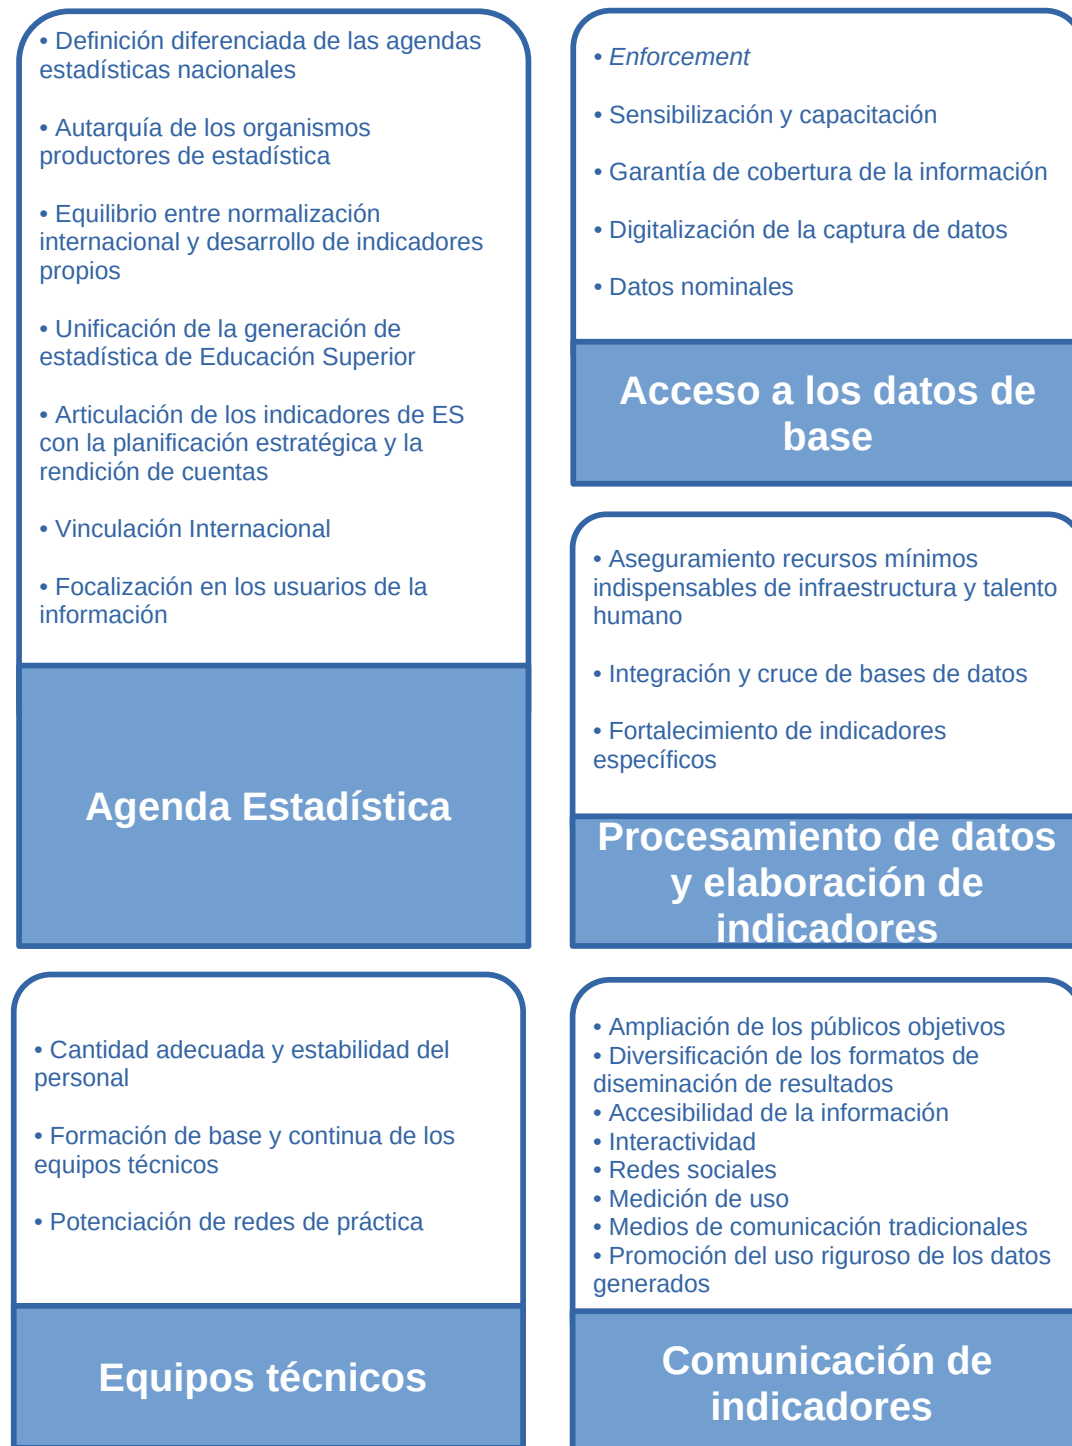 • Definición diferenciada de las agendas
estadísticas nacionales
• Autarquía de los organismos
productores de estadística
• Equilibrio entre normalización
internacional y desarrollo de indicadores
propios
• Unificación de la generación de
estadística de Educación Superior
• Articulación de los indicadores de ES
con la planificación estratégica y la
rendición de cuentas
• Vinculación Internacional
• Focalización en los usuarios de la
información
Agenda Estadística
• Enforcement
• Sensibilización y capacitación
• Garantía de cobertura de la información
• Digitalización de la captura de datos
• Datos nominales
Acceso a los datos de
base
• Aseguramiento recursos mínimos
indispensables de infraestructura y talento
humano
• Integración y cruce de bases de datos
• Fortalecimiento de indicadores
específicos
Procesamiento de datos
y elaboración de
indicadores
• Cantidad adecuada y estabilidad del
personal
• Formación de base y continua de los
equipos técnicos
• Potenciación de redes de práctica
Equipos técnicos
• Ampliación de los públicos objetivos
• Diversificación de los formatos de
diseminación de resultados
• Accesibilidad de la información
• Interactividad
• Redes sociales
• Medición de uso
• Medios de comunicación tradicionales
• Promoción del uso riguroso de los datos
generados
Comunicación de
indicadores